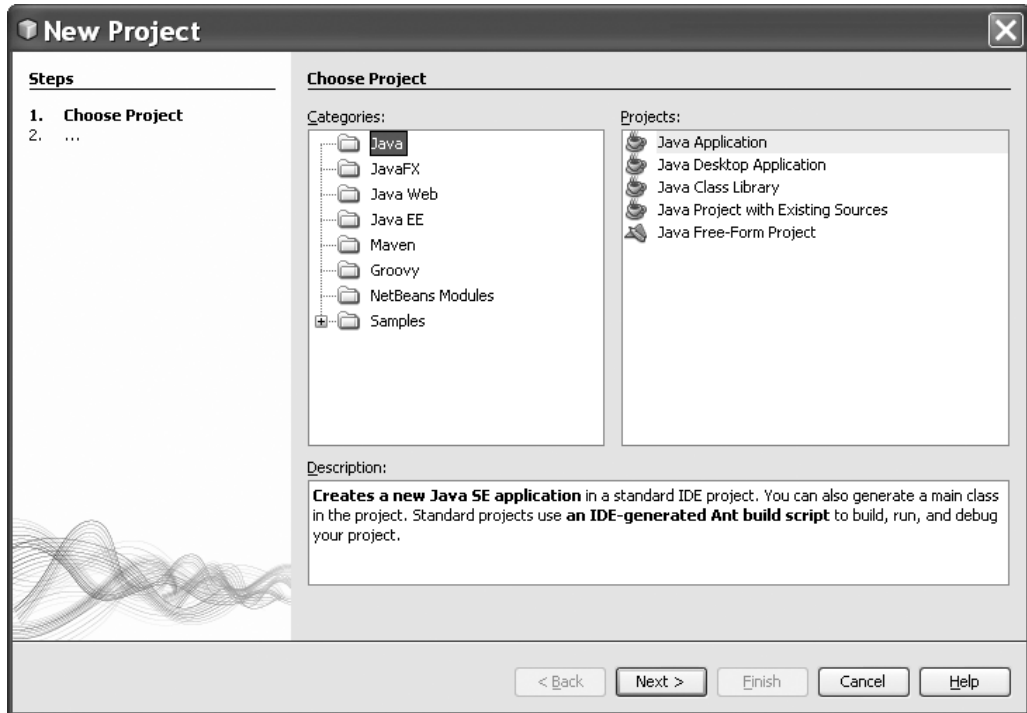 New Project
Steps
1. Choose Project
2. ...
Choose Project
Categories:
Java
JavaFX
Java Web
Java EE
Maven
Groovy
NetBeans Modules
Samples
Projects:
Java Application
Java Desktop Application
Java Class Library
Java Project with Existing Sources
Java Free-Form Project
Description:
Creates a new Java SE application in a standard IDE project. You can also generate a main class
in the project. Standard projects use an IDE-generated Ant build script to build, run, and debug
your project.
< Back
Next >
Finish
Cancel
Help